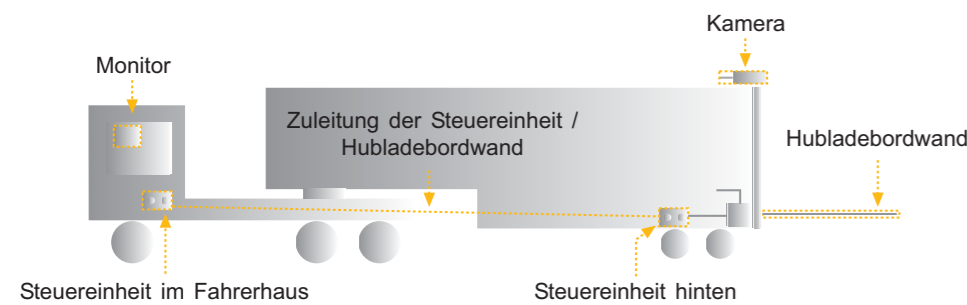 Kamera
Monitor
Zuleitung der Steuereinheit /
Hubladebordwand
Hubladebordwand
Steuereinheit im Fahrerhaus
Steuereinheit hinten